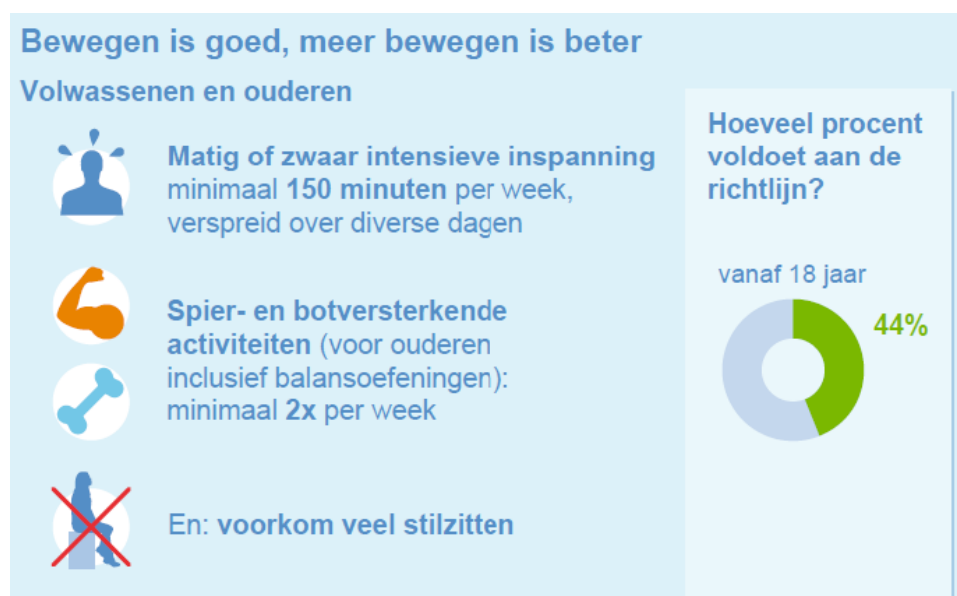 Bewegen is goed, meer bewegen is beter
Volwassenen en ouderen
Matig of zwaar intensieve inspanning
minimaal 150 minuten per week,
verspreid over diverse dagen
Spier- en botversterkende
activiteiten (voor ouderen
inclusief balansoefeningen):
minimaal 2x per week
En: voorkom veel stilzitten
Hoeveel procent
voldoet aan de
richtlijn?
vanaf 18 jaar
44%